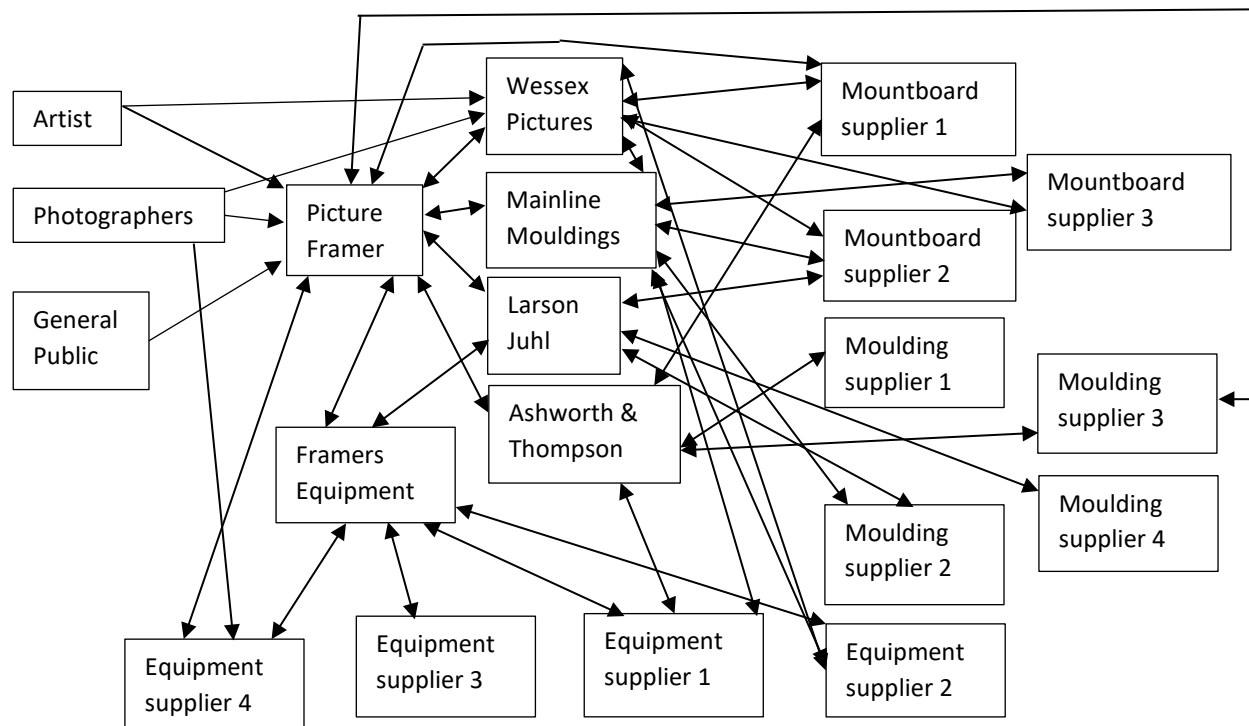 Artist
Photographers
General
Public
Picture
Framer
Wessex
Pictures
Mainline
Mouldings
Larson
Juhl
Ashworth &
Thompson
Framers
Equipment
Mountboard
supplier 1
Mountboard
supplier 3
Mountboard
supplier 2
Moulding
supplier 1
Moulding
supplier 3
Moulding
supplier 4
Moulding
supplier 2
Equipment
supplier 4
Equipment
supplier 3
Equipment
supplier 1
Equipment
supplier 2